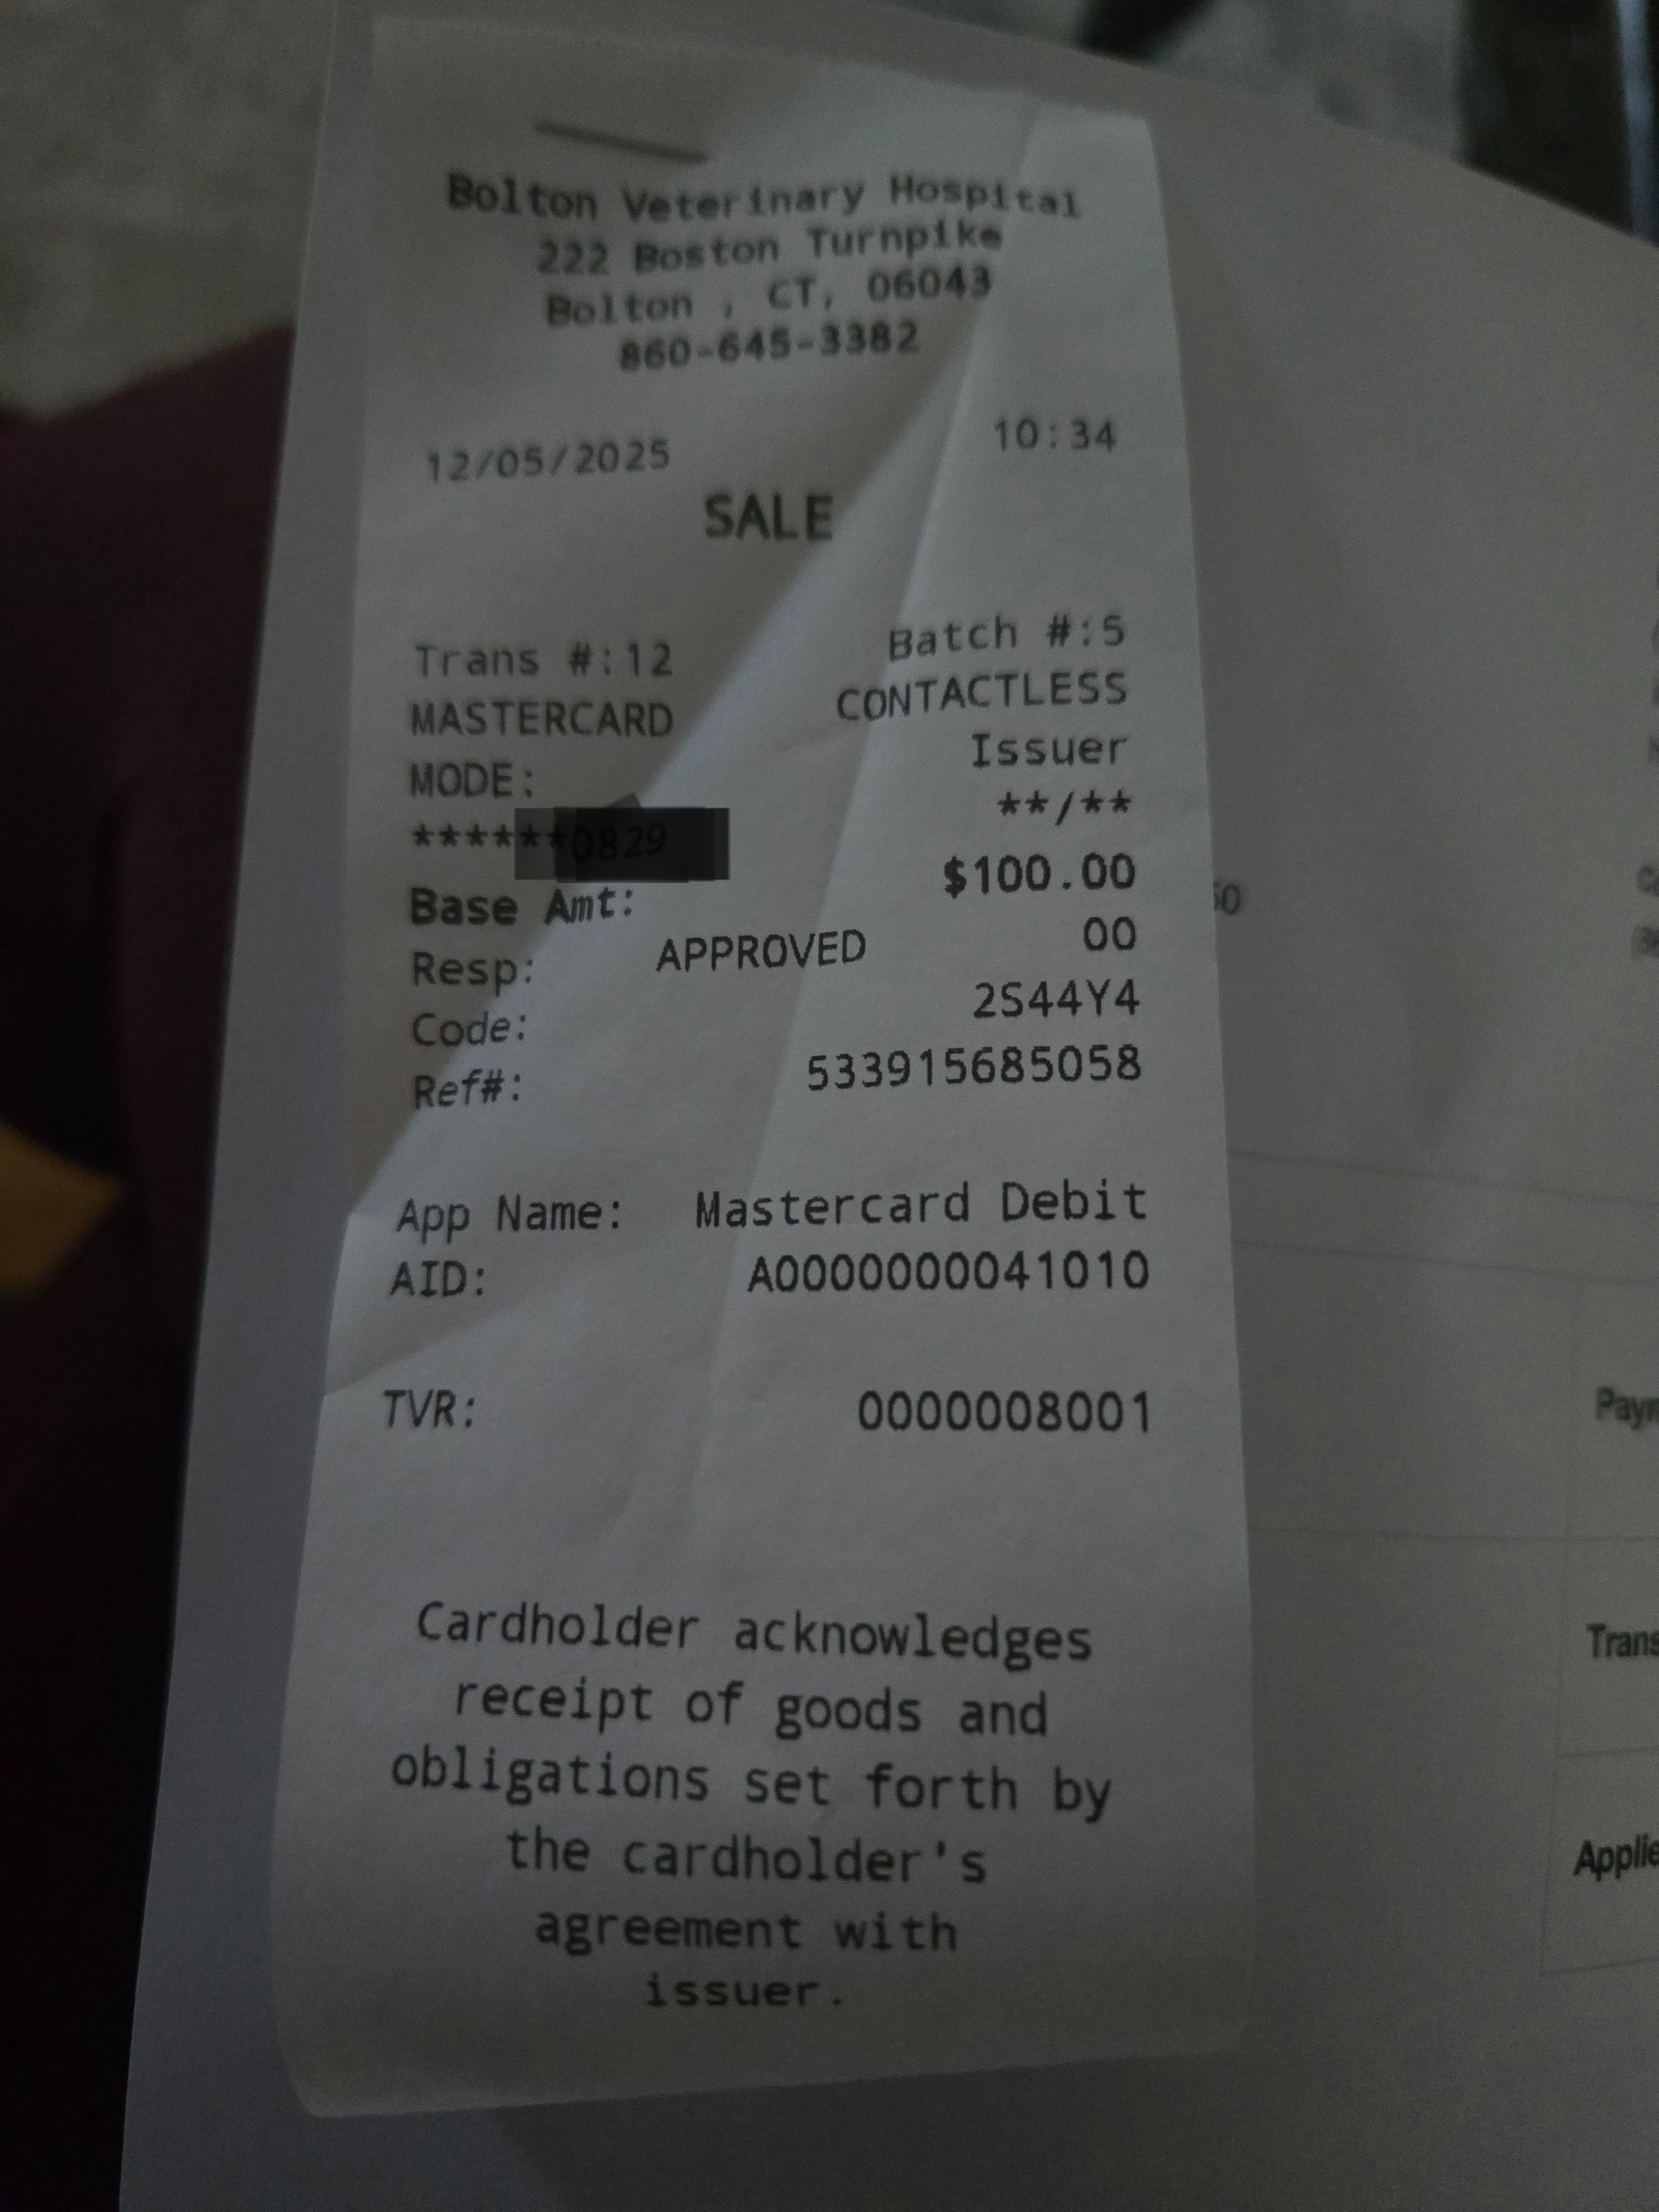 Bolton Veterinary Hospital
222 Boston Turnpike
Bolton , CT, 06043
860-645-3382
12/05/2025 10:34
SALE
Trans #:12 Batch #:5
MASTERCARD CONTACTLESS
MODE: Issuer
****** **/**
Base Amt: $100.00
Resp: APPROVED 00
Code: 2S44Y4
Ref#: 533915685058
App Name: Mastercard Debit
AID: A0000000041010
TVR: 0000008001
Cardholder acknowledges
receipt of goods and
obligations set forth by
the cardholder's
agreement with
issuer.
Trans